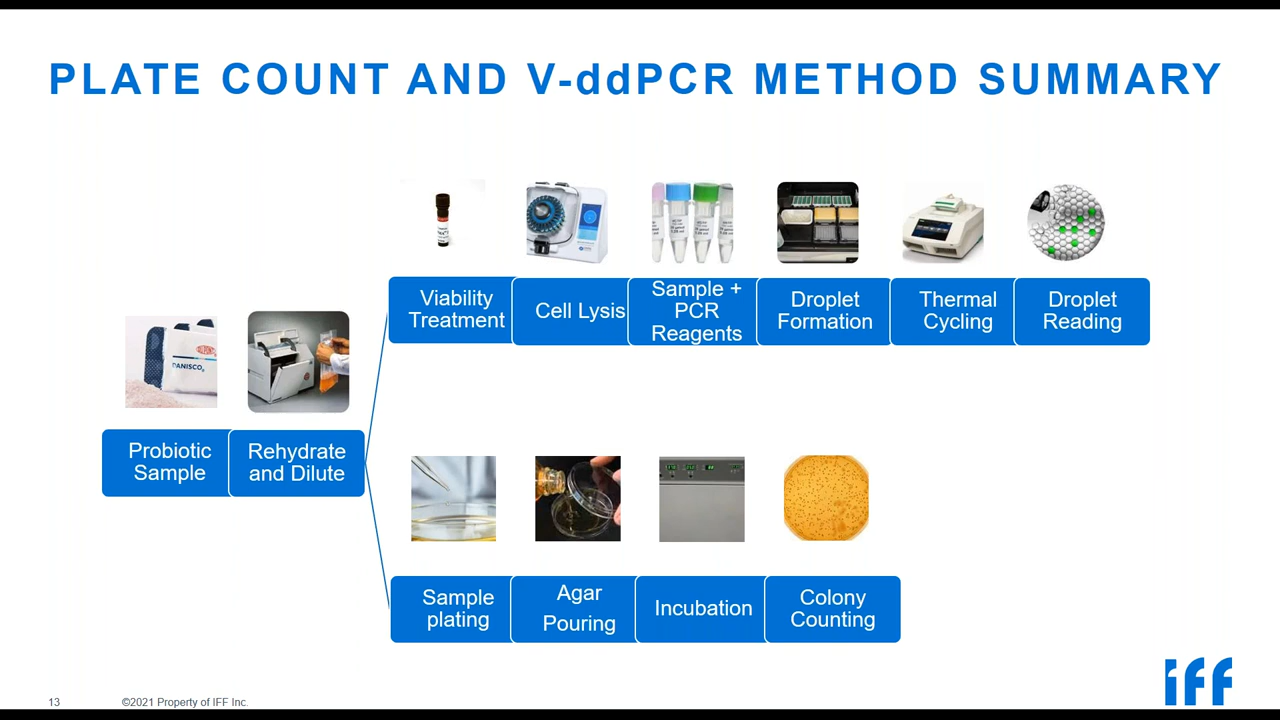 PLATE COUNT AND V-ddPCR METHOD SUMMARY
Viability
Treatment
Cell Lysis
Sample +
PCR
Reagents
Droplet
Formation
Thermal
Cycling
Droplet
Reading
DANISCO
Probiotic
Sample
Rehydrate
and Dilute
Sample
plating
Agar
Pouring
Incubation
Colony
Counting
iff
13
©2021 Property of IFF Inc.